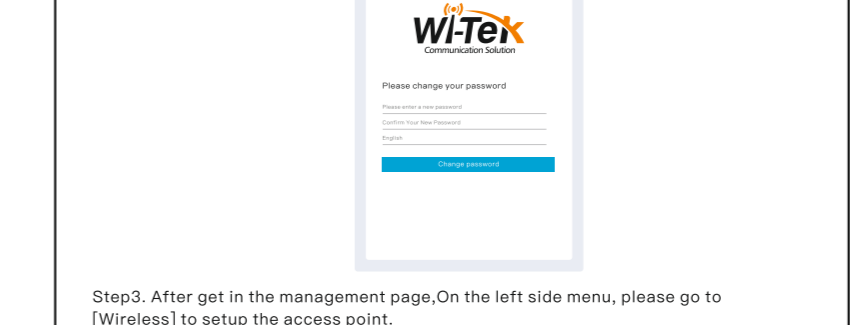 Wi-Tek
Communication Solution
Please change your password
Please enter a new password
Confirm Your New Password
English
Change password
Step3. After get in the management page,On the left side menu, please go to
[Wireless] to setup the access point.